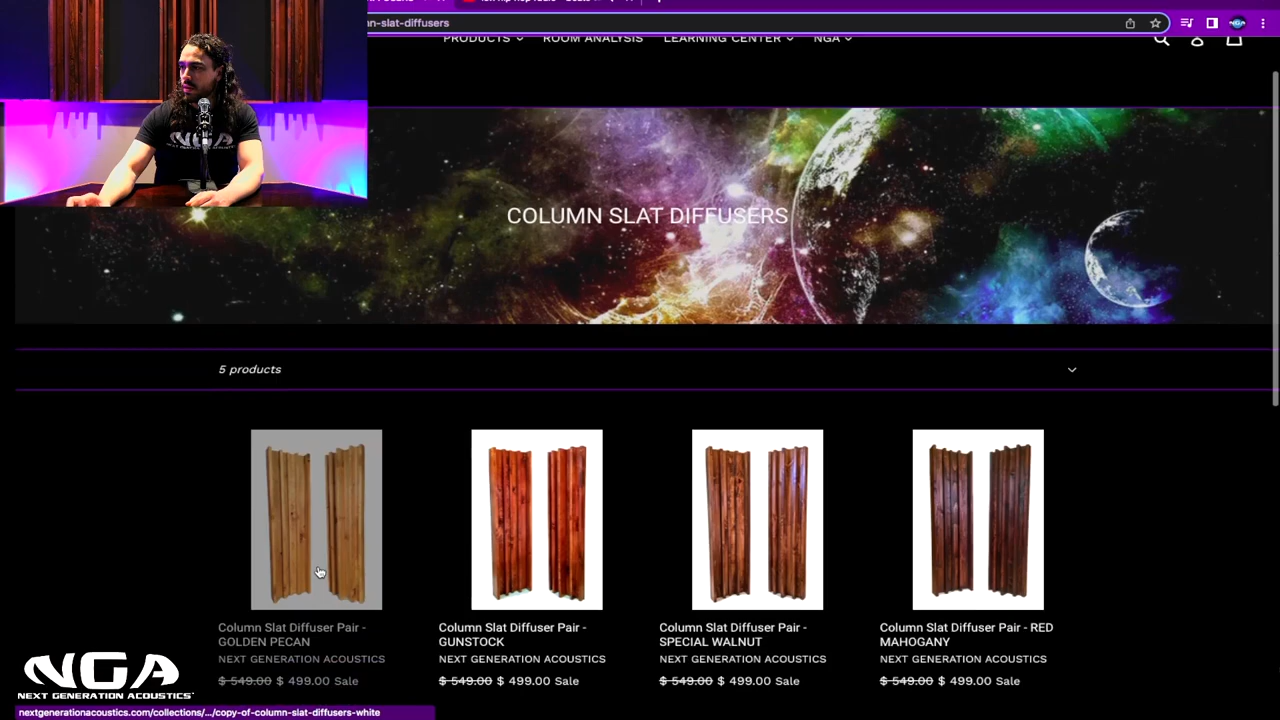 n-slat-diffusers
PRODUCTS
ROOM ANALYSIS
LEARNING CENTER
NGA
NGA
NGA
COLUMN SLAT DIFFUSERS
5 products
Column Slat Diffuser Pair -
GOLDEN PECAN
NEXT GENERATION ACOUSTICS
$ 549.00 $ 499.00 Sale
Column Slat Diffuser Pair -
GUNSTOCK
NEXT GENERATION ACOUSTICS
$ 549.00 $ 499.00 Sale
Column Slat Diffuser Pair -
SPECIAL WALNUT
NEXT GENERATION ACOUSTICS
$ 549.00 $ 499.00 Sale
Column Slat Diffuser Pair - RED
MAHOGANY
NEXT GENERATION ACOUSTICS
$ 549.00 $ 499.00 Sale
NGA
NEXT GENERATION ACOUSTICS
nextgenerationacoustics.com/collections/.../copy-of-column-slat-diffusers-white